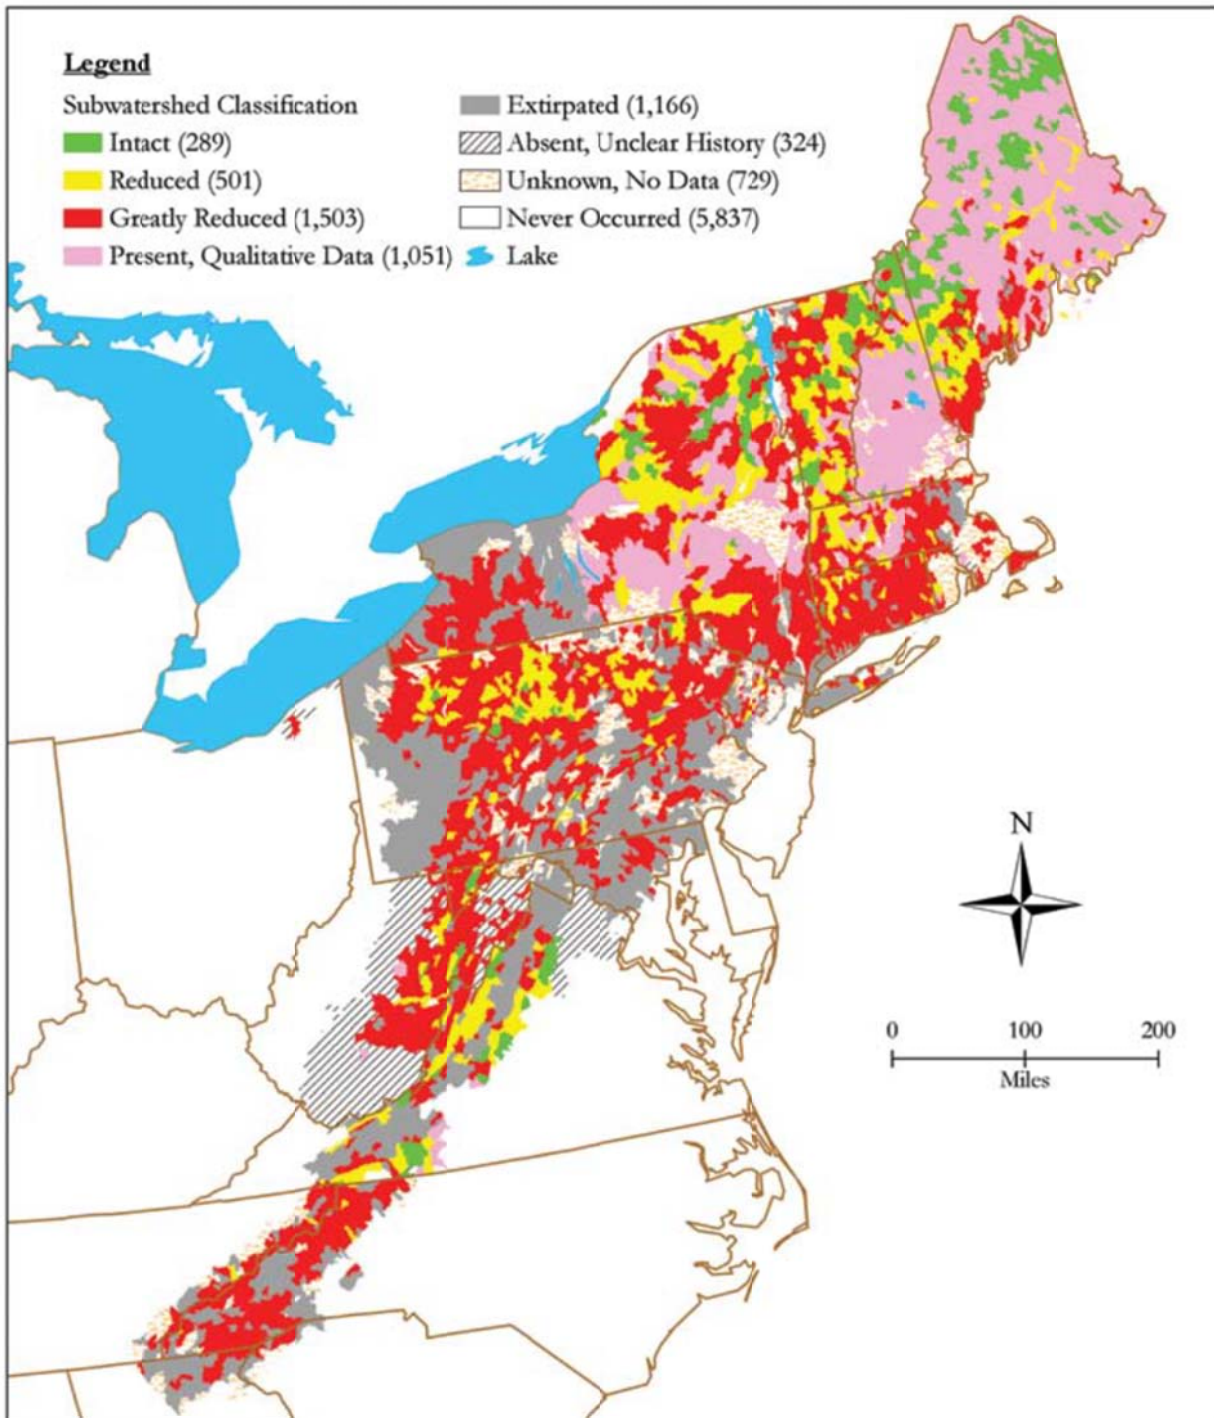 Legend
Subwatershed Classification
Intact (289)
Reduced (501)
Greatly Reduced (1,503)
Present, Qualitative Data (1,051)
Extirpated (1,166)
Absent, Unclear History (324)
Unknown, No Data (729)
Never Occurred (5,837)
Lake
N
0 100 200
Miles